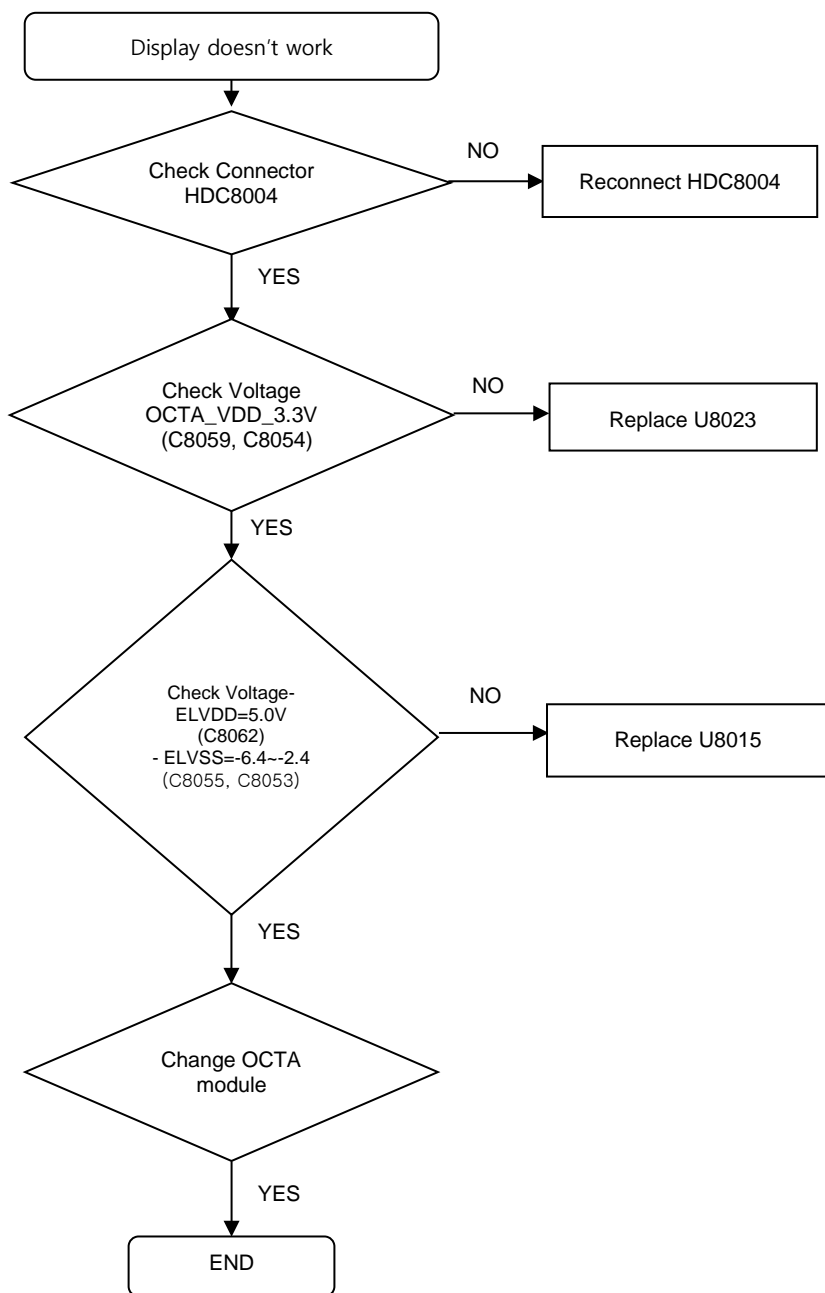 Display doesn't work
Check Connector
HDC8004
NO
Reconnect HDC8004
YES
Check Voltage
OCTA_VDD_3.3V
(C8059, C8054)
NO
Replace U8023
YES
Check Voltage-
ELVDD=5.0V
(C8062)
- ELVSS=-6.4~-2.4
(C8055, C8053)
NO
Replace U8015
YES
Change OCTA
module
YES
END